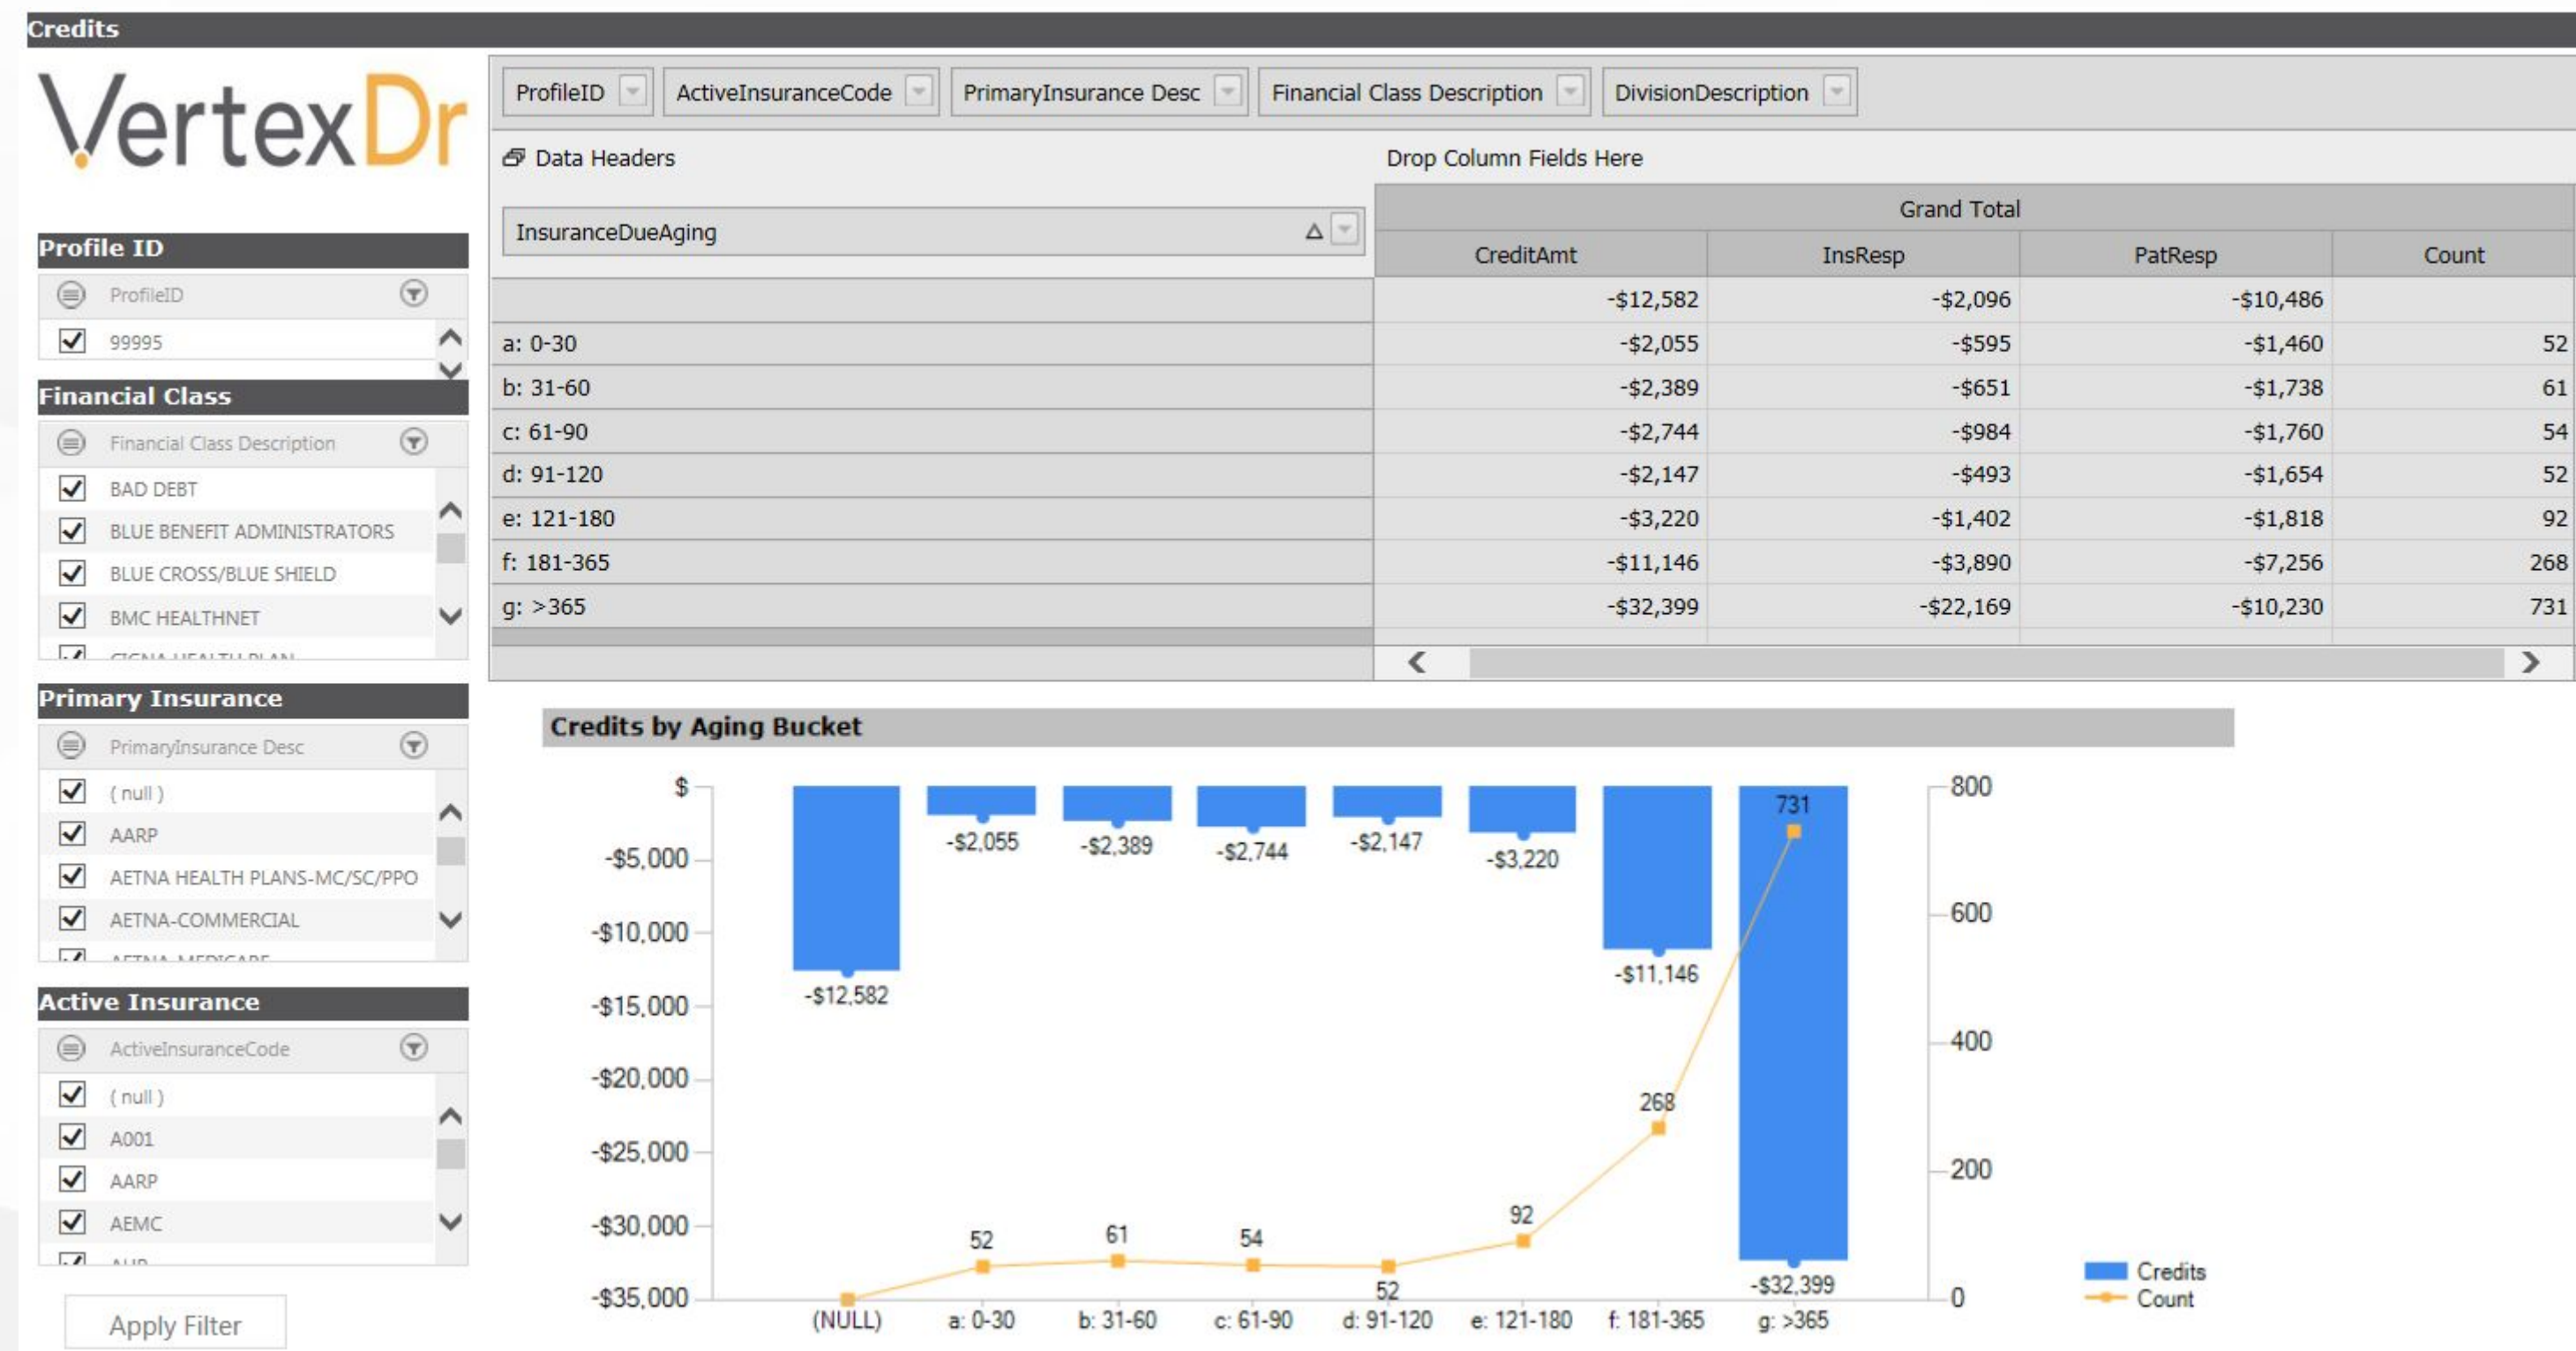 Credits
VertexDr
Profile ID
ProfileID
99995
Financial Class
Financial Class Description
BAD DEBT
BLUE BENEFIT ADMINISTRATORS
BLUE CROSS/BLUE SHIELD
BMC HEALTHNET
CIGNA HEALTH PLAN
Primary Insurance
PrimaryInsurance Desc
( null )
AARP
AETNA HEALTH PLANS-MC/SC/PPO
AETNA-COMMERCIAL
AETNA-MEDICARE
Active Insurance
ActiveInsuranceCode
( null )
A001
AARP
AEMC
Apply Filter
ProfileID ActiveInsuranceCode PrimaryInsurance Desc Financial Class Description DivisionDescription
Data Headers Drop Column Fields Here
Grand Total
InsuranceDueAging
CreditAmt InsResp PatResp Count
-$12,582 -$2,096 -$10,486
a: 0-30 -$2,055 -$595 -$1,460 52
b: 31-60 -$2,389 -$651 -$1,738 61
c: 61-90 -$2,744 -$984 -$1,760 54
d: 91-120 -$2,147 -$493 -$1,654 52
e: 121-180 -$3,220 -$1,402 -$1,818 92
f: 181-365 -$11,146 -$3,890 -$7,256 268
g: >365 -$32,399 -$22,169 -$10,230 731
Credits by Aging Bucket
$
-$5,000
-$10,000
-$15,000
-$20,000
-$25,000
-$30,000
-$35,000
-$12,582
-$2,055
-$2,389
-$2,744
-$2,147
-$3,220
-$11,146
-$32,399
52
61
54
52
92
268
731
800
600
400
200
0
(NULL) a: 0-30 b: 31-60 c: 61-90 d: 91-120 e: 121-180 f: 181-365 g: >365
Credits
Count